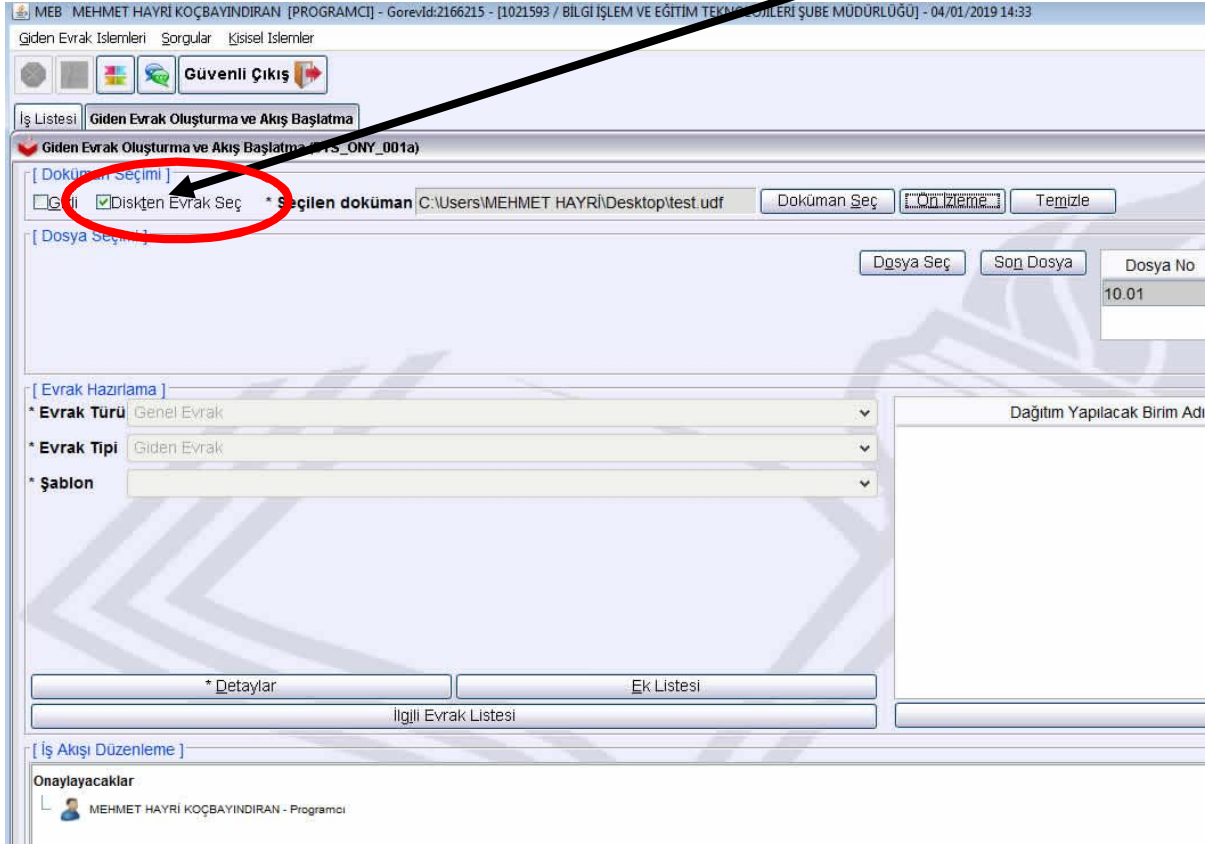 MEB MEHMET HAYRİ KOÇBAYINDIRAN [PROGRAMCI] - GorevId:2166215 - [1021593 / BİLGİ İŞLEM VE EĞİTİM TEKNOLOJİLERİ ŞUBE MÜDÜRLÜĞÜ] - 04/01/2019 14:33
Giden Evrak Islemleri Sorgular Kisisel Islemler
Güvenli Çıkış
İş Listesi Giden Evrak Oluşturma ve Akış Başlatma
Giden Evrak Oluşturma ve Akış Başlatma _ONY_001a)
[ Doküman Seçimi ]
Gizli Diskten Evrak Seç * Seçilen doküman C:\Users\MEHMET HAYRİ\Desktop\test.udf Doküman Seç Ön İzleme Temizle
[ Dosya Seçimi ]
Dosya Seç Son Dosya Dosya No
10.01
[ Evrak Hazırlama ]
* Evrak Türü Genel Evrak Dağıtım Yapılacak Birim Adı
* Evrak Tipi Giden Evrak
* Şablon
* Detaylar Ek Listesi
İlgili Evrak Listesi
[ İş Akışı Düzenleme ]
Onaylayacaklar
MEHMET HAYRİ KOÇBAYINDIRAN - Programcı